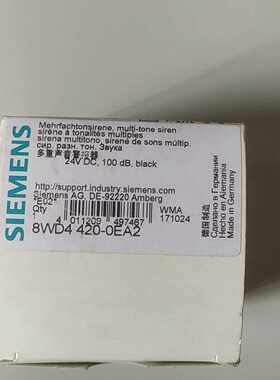 SIEMENS
Mehrfachtonsirene, multi-tone siren
sirène à tonalités multiples
sirena multitono, sirene de sons múltip.
сир. разн. тон. Звука
多重声音警报器
24V DC, 100 dB, black
http://support.industry.siemens.com
Siemens AG, DE-92220 Amberg
*E02*
Qty
1
WMA
171024
4 011209 497467
8WD4 420-0EA2
德国制造
Сделано в Германии
Hecho en Alemania
Made in Germany